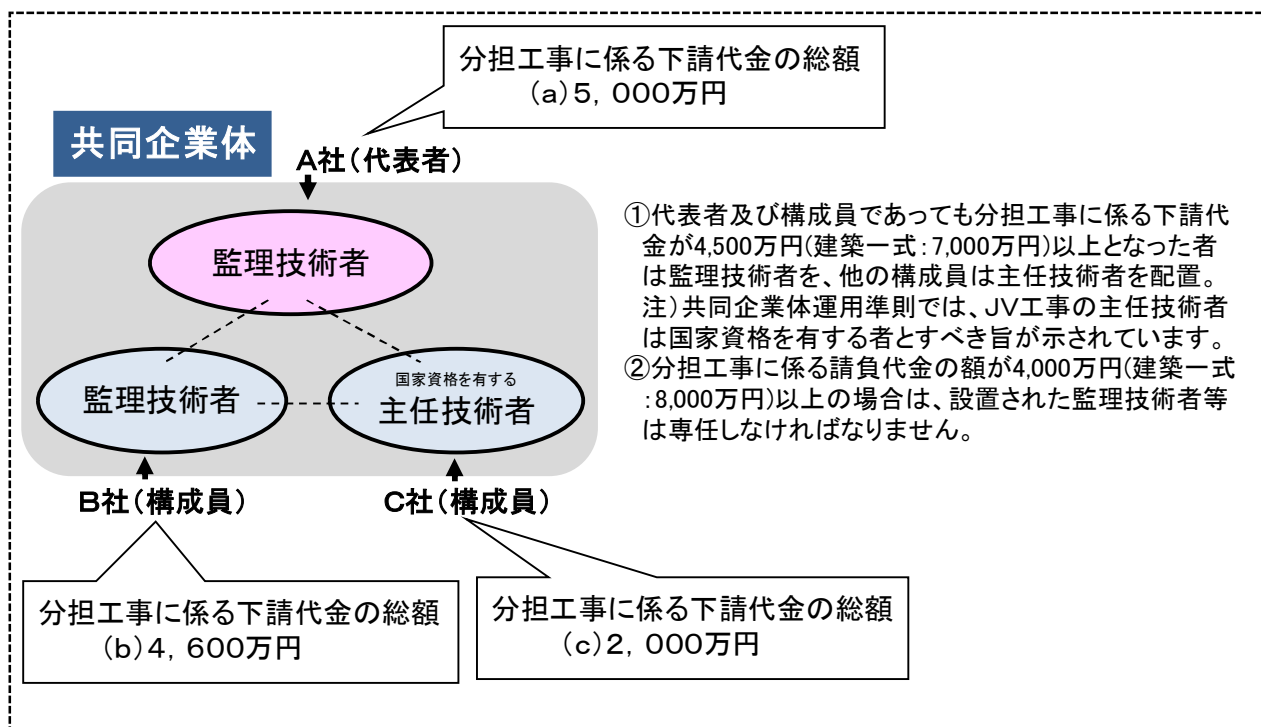 分担工事に係る下請代金の総額
(a)5,000万円
共同企業体
A社(代表者)
監理技術者
監理技術者
国家資格を有する
主任技術者
B社(構成員)
C社(構成員)
分担工事に係る下請代金の総額
(b)4,600万円
分担工事に係る下請代金の総額
(c)2,000万円
①代表者及び構成員であっても分担工事に係る下請代
金が4,500万円(建築一式:7,000万円)以上となった者
は監理技術者を、他の構成員は主任技術者を配置。
注)共同企業体運用準則では、JV工事の主任技術者
は国家資格を有する者とすべき旨が示されています。
②分担工事に係る請負代金の額が4,000万円(建築一式
:8,000万円)以上の場合は、設置された監理技術者等
は専任しなければなりません。